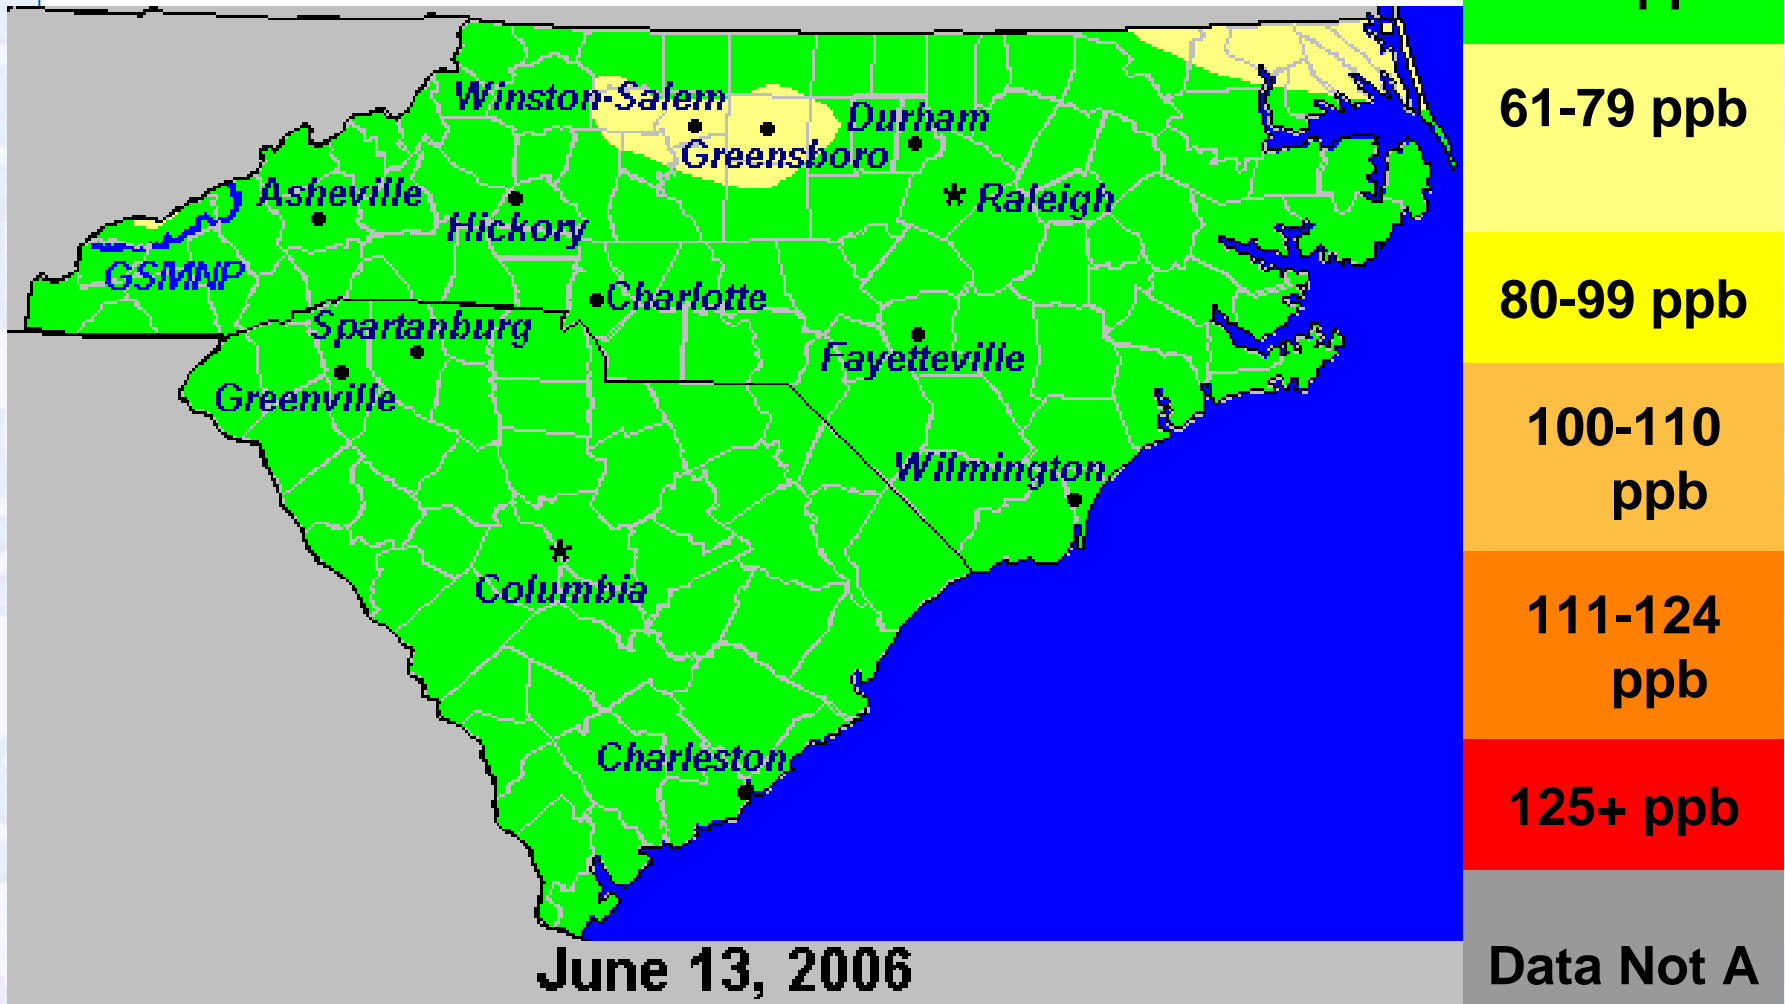 Winston-Salem
Durham
Greensboro
Asheville
Raleigh
Hickory
GSMNP
Charlotte
Spartanburg
Fayetteville
Greenville
Wilmington
Columbia
Charleston
June 13, 2006
61-79 ppb
80-99 ppb
100-110
ppb
111-124
ppb
125+ ppb
Data Not A